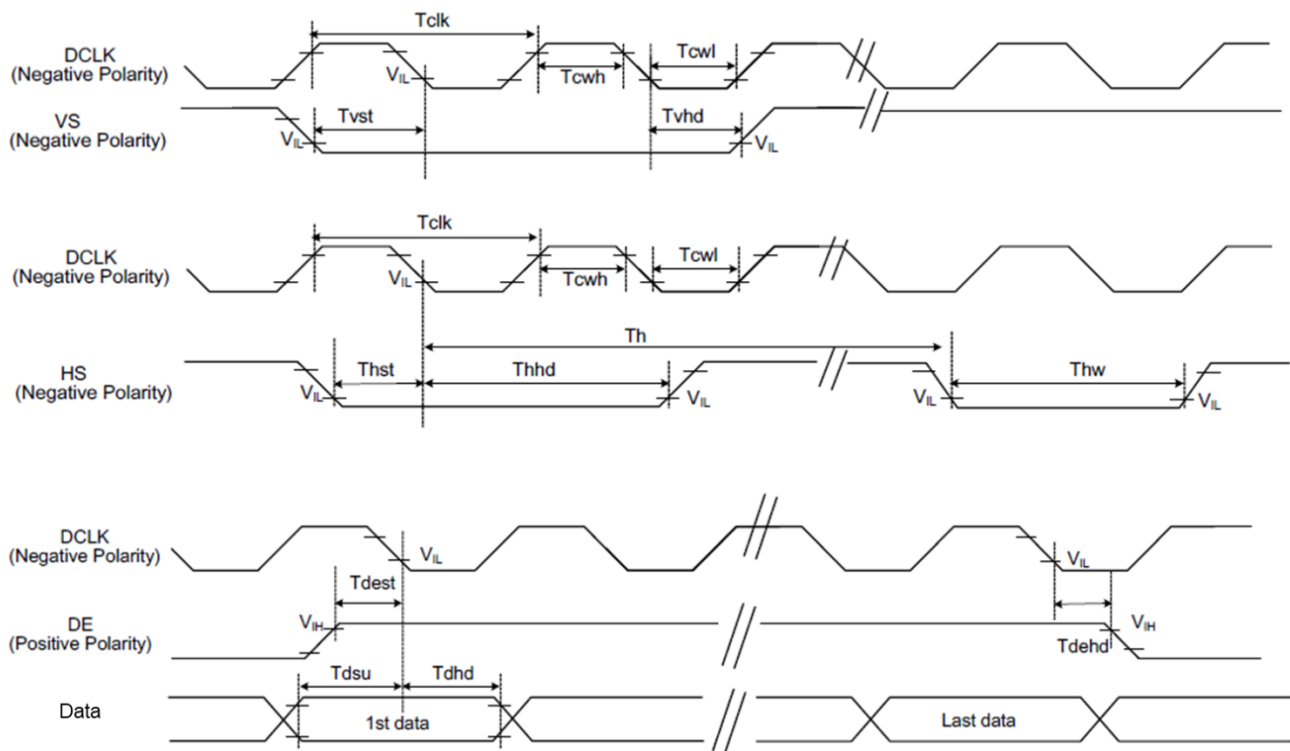 Tclk
DCLK
(Negative Polarity)
VIL
Tcwh
Tcwl
VS
(Negative Polarity)
VIL
Tvst
Tvhd
VIL
Tclk
DCLK
(Negative Polarity)
VIL
Tcwh
Tcwl
Th
HS
(Negative Polarity)
VIL
Thst
Thhd
VIL
VIL
Thw
VIL
DCLK
(Negative Polarity)
VIL
VIL
Tdest
DE
(Positive Polarity)
VIH
VIH
Tdehd
Tdsu
Tdhd
Data
1st data
Last data